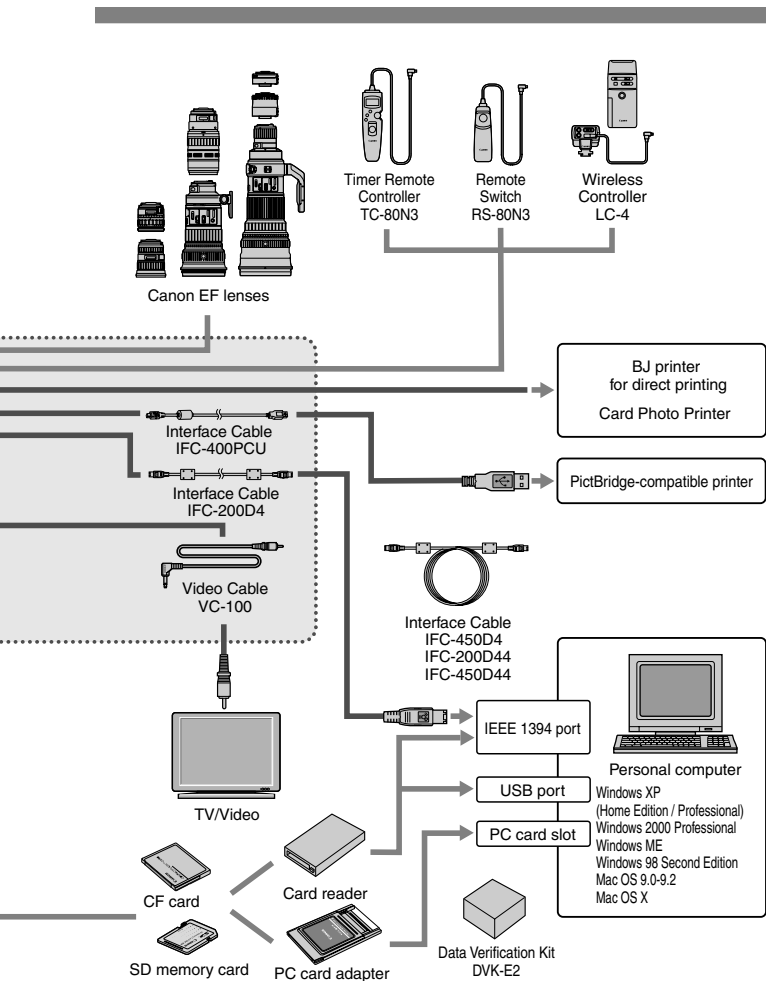 Timer Remote
Controller
TC-80N3
Remote
Switch
RS-80N3
Wireless
Controller
LC-4
Canon EF lenses
BJ printer
for direct printing
Card Photo Printer
Interface Cable
IFC-400PCU
PictBridge-compatible printer
Interface Cable
IFC-200D4
Video Cable
VC-100
Interface Cable
IFC-450D4
IFC-200D44
IFC-450D44
IEEE 1394 port
Personal computer
USB port
PC card slot
Windows XP
(Home Edition / Professional)
Windows 2000 Professional
Windows ME
Windows 98 Second Edition
Mac OS 9.0-9.2
Mac OS X
TV/Video
CF card
Card reader
SD memory card
PC card adapter
Data Verification Kit
DVK-E2